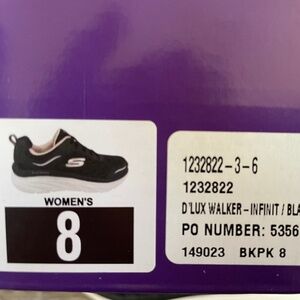 WOMEN'S
8
1232822-3-6
1232822
D'LUX WALKER-INFINIT / BLA
PO NUMBER: 5356
149023 BKPK 8